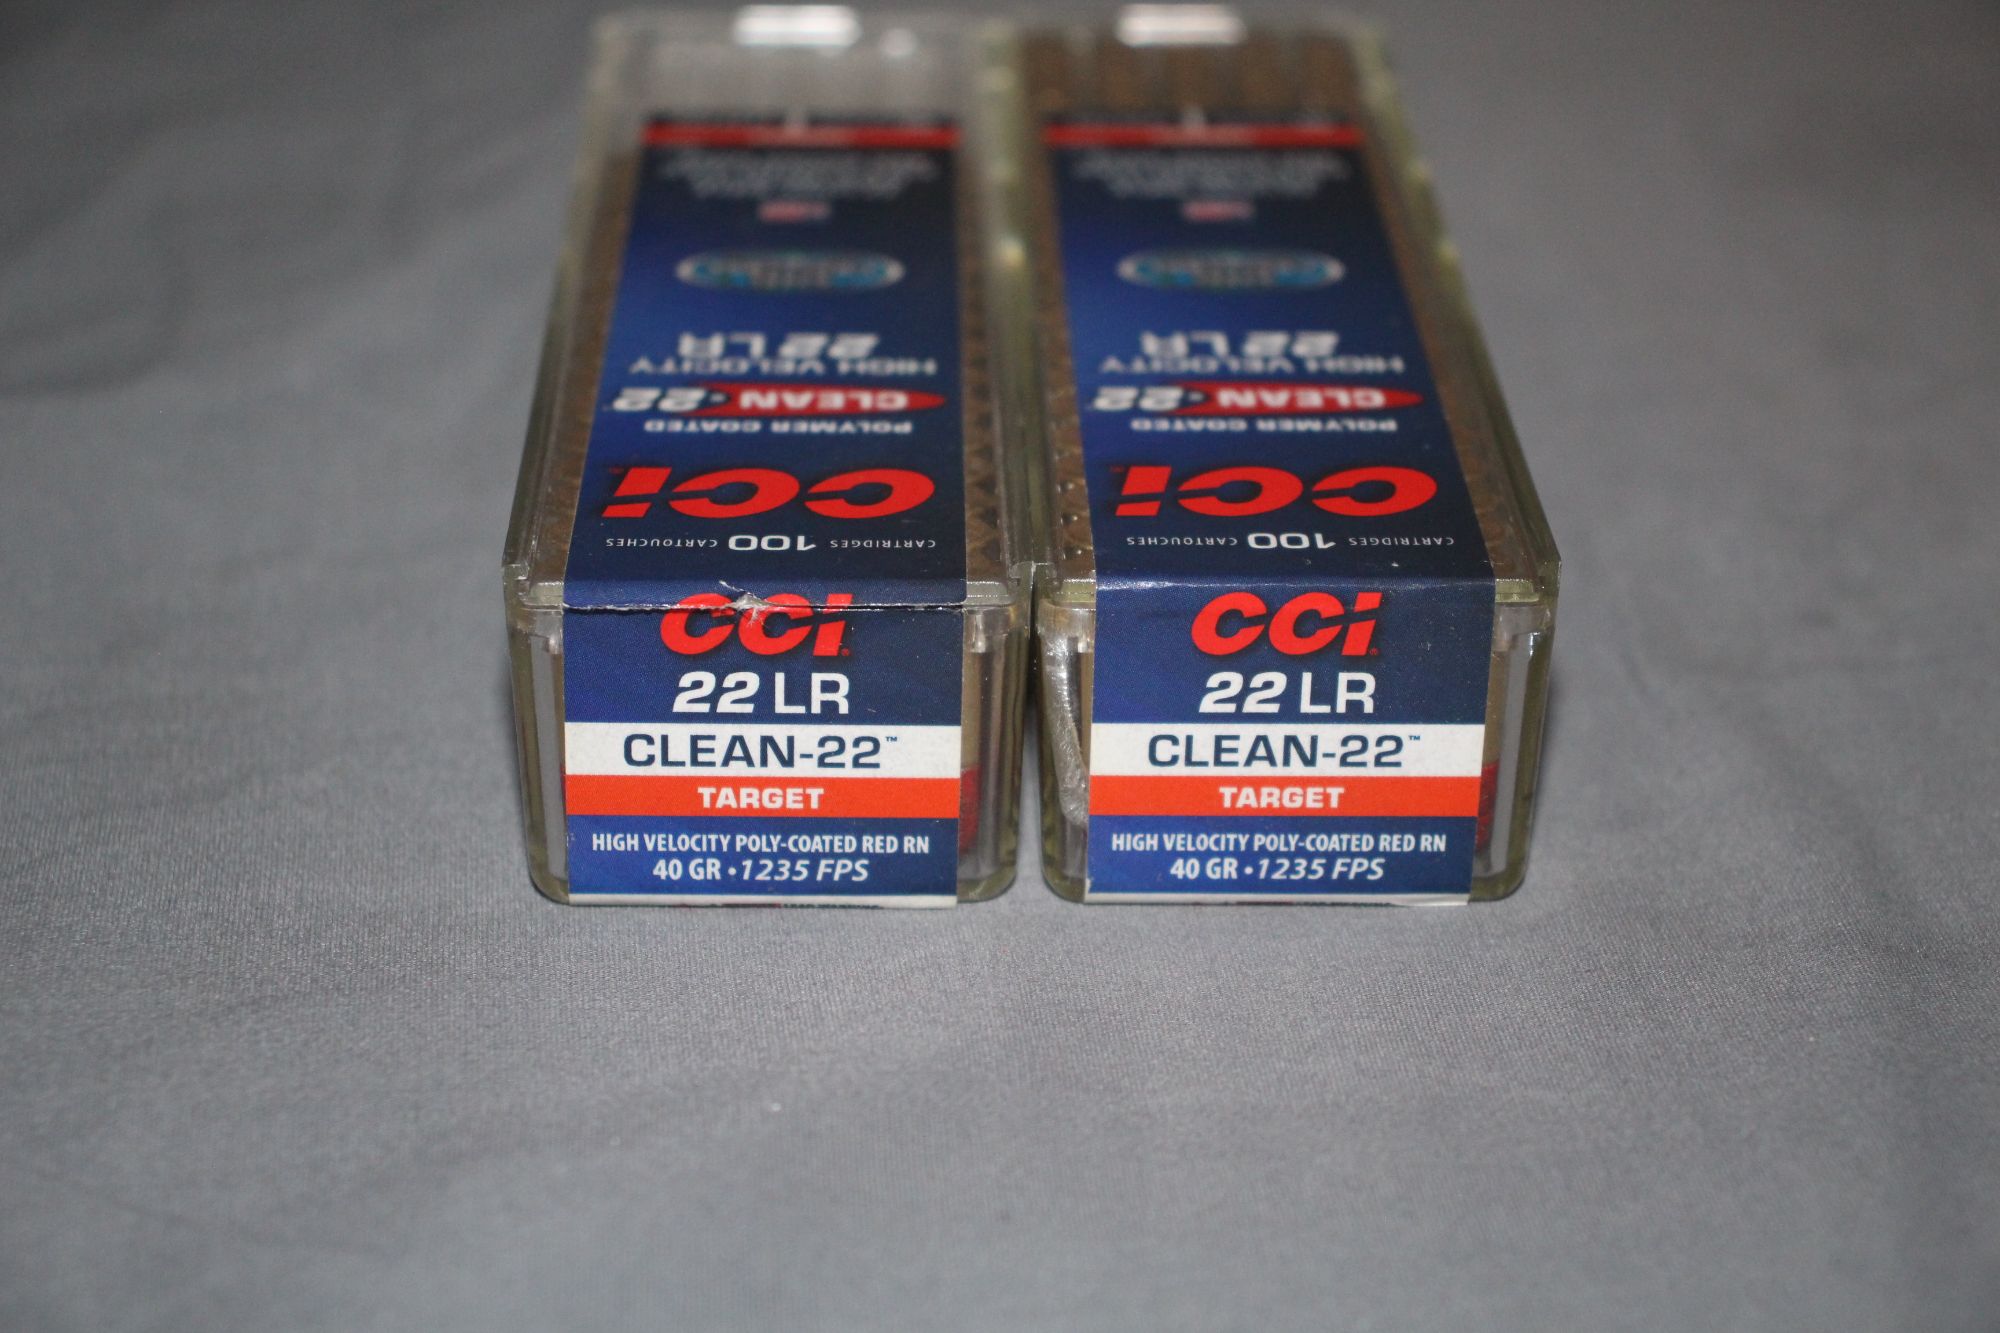 HIGH VELOCITY
22 LR
POLYMER COATED
CLEAN-22
CCI
CARTRIDGES 100 CARTOUCHES
CCI
22 LR
CLEAN-22™
TARGET
HIGH VELOCITY POLY-COATED RED RN
40 GR • 1235 FPS
HIGH VELOCITY
22 LR
POLYMER COATED
CLEAN-22
CCI
CARTRIDGES 100 CARTOUCHES
CCI
22 LR
CLEAN-22™
TARGET
HIGH VELOCITY POLY-COATED RED RN
40 GR • 1235 FPS